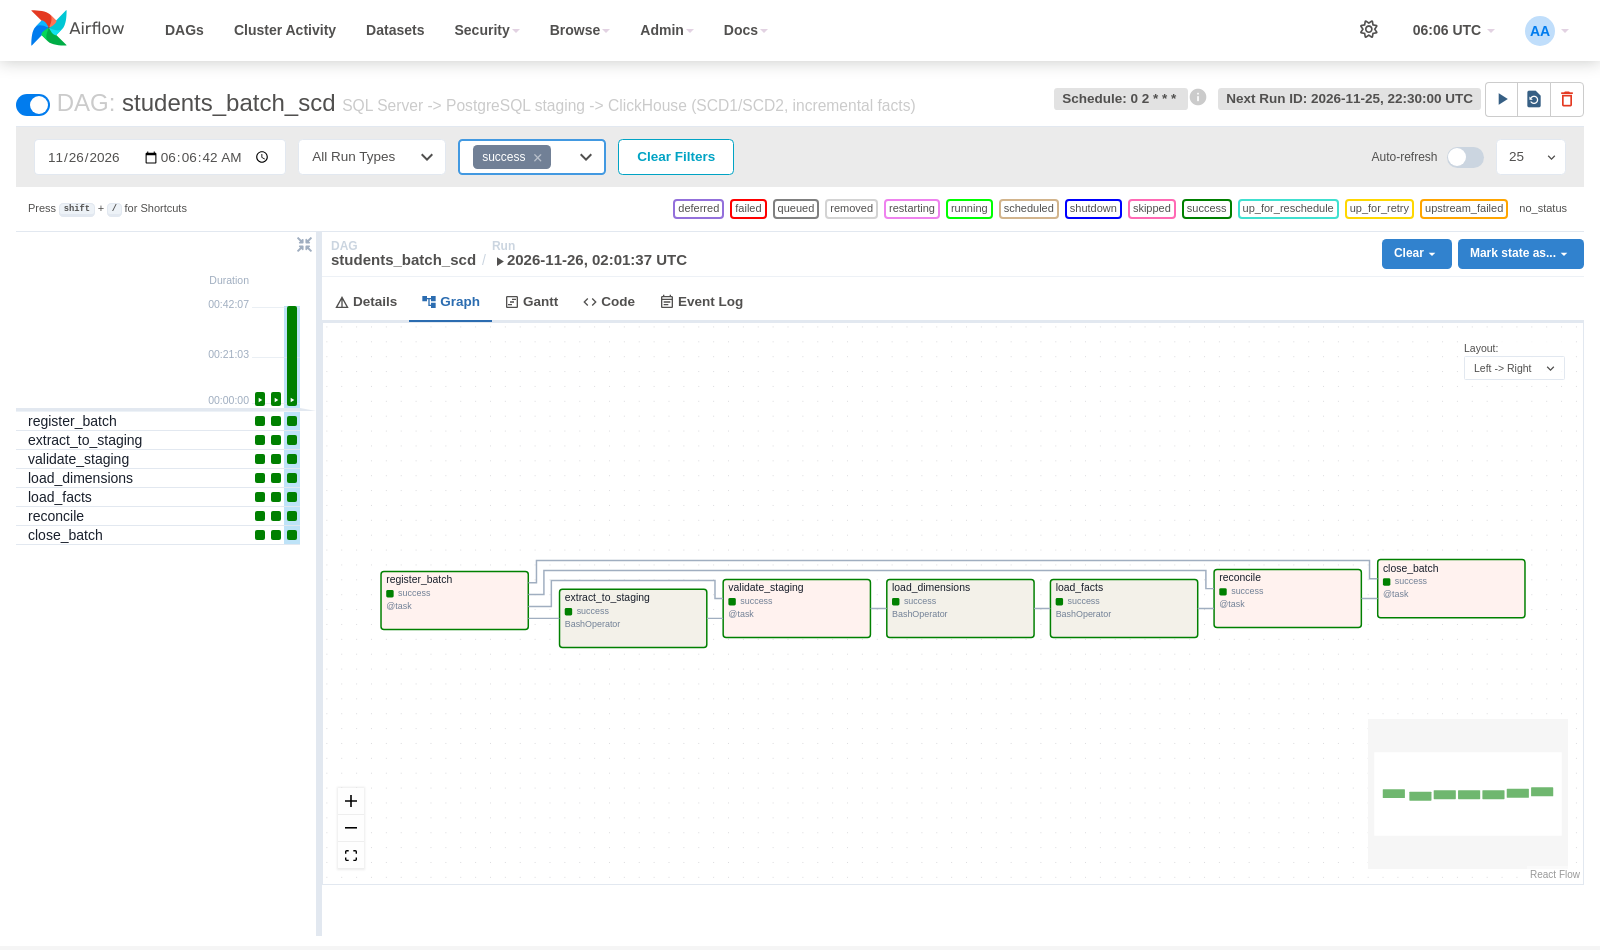 Airflow DAGs Cluster Activity Datasets Security Browse Admin Docs 06:06 UTC AA
DAG: students_batch_scd SQL Server -> PostgreSQL staging -> ClickHouse (SCD1/SCD2, incremental facts) Schedule: 0 2 * * * i Next Run ID: 2026-11-25, 22:30:00 UTC
11/26/2026 06:06:42 AM All Run Types success × Clear Filters Auto-refresh 25
Press shift + / for Shortcuts deferred failed queued removed restarting running scheduled shutdown skipped success up_for_reschedule up_for_retry upstream_failed no_status
DAG Run
students_batch_scd / 2026-11-26, 02:01:37 UTC Clear Mark state as...
Details Graph Gantt Code Event Log
Duration
00:42:07
00:21:03
00:00:00
register_batch
extract_to_staging
validate_staging
load_dimensions
load_facts
reconcile
close_batch
Layout:
Left -> Right
register_batch
success
@task
extract_to_staging
success
BashOperator
validate_staging
success
@task
load_dimensions
success
BashOperator
load_facts
success
BashOperator
reconcile
success
@task
close_batch
success
@task
React Flow